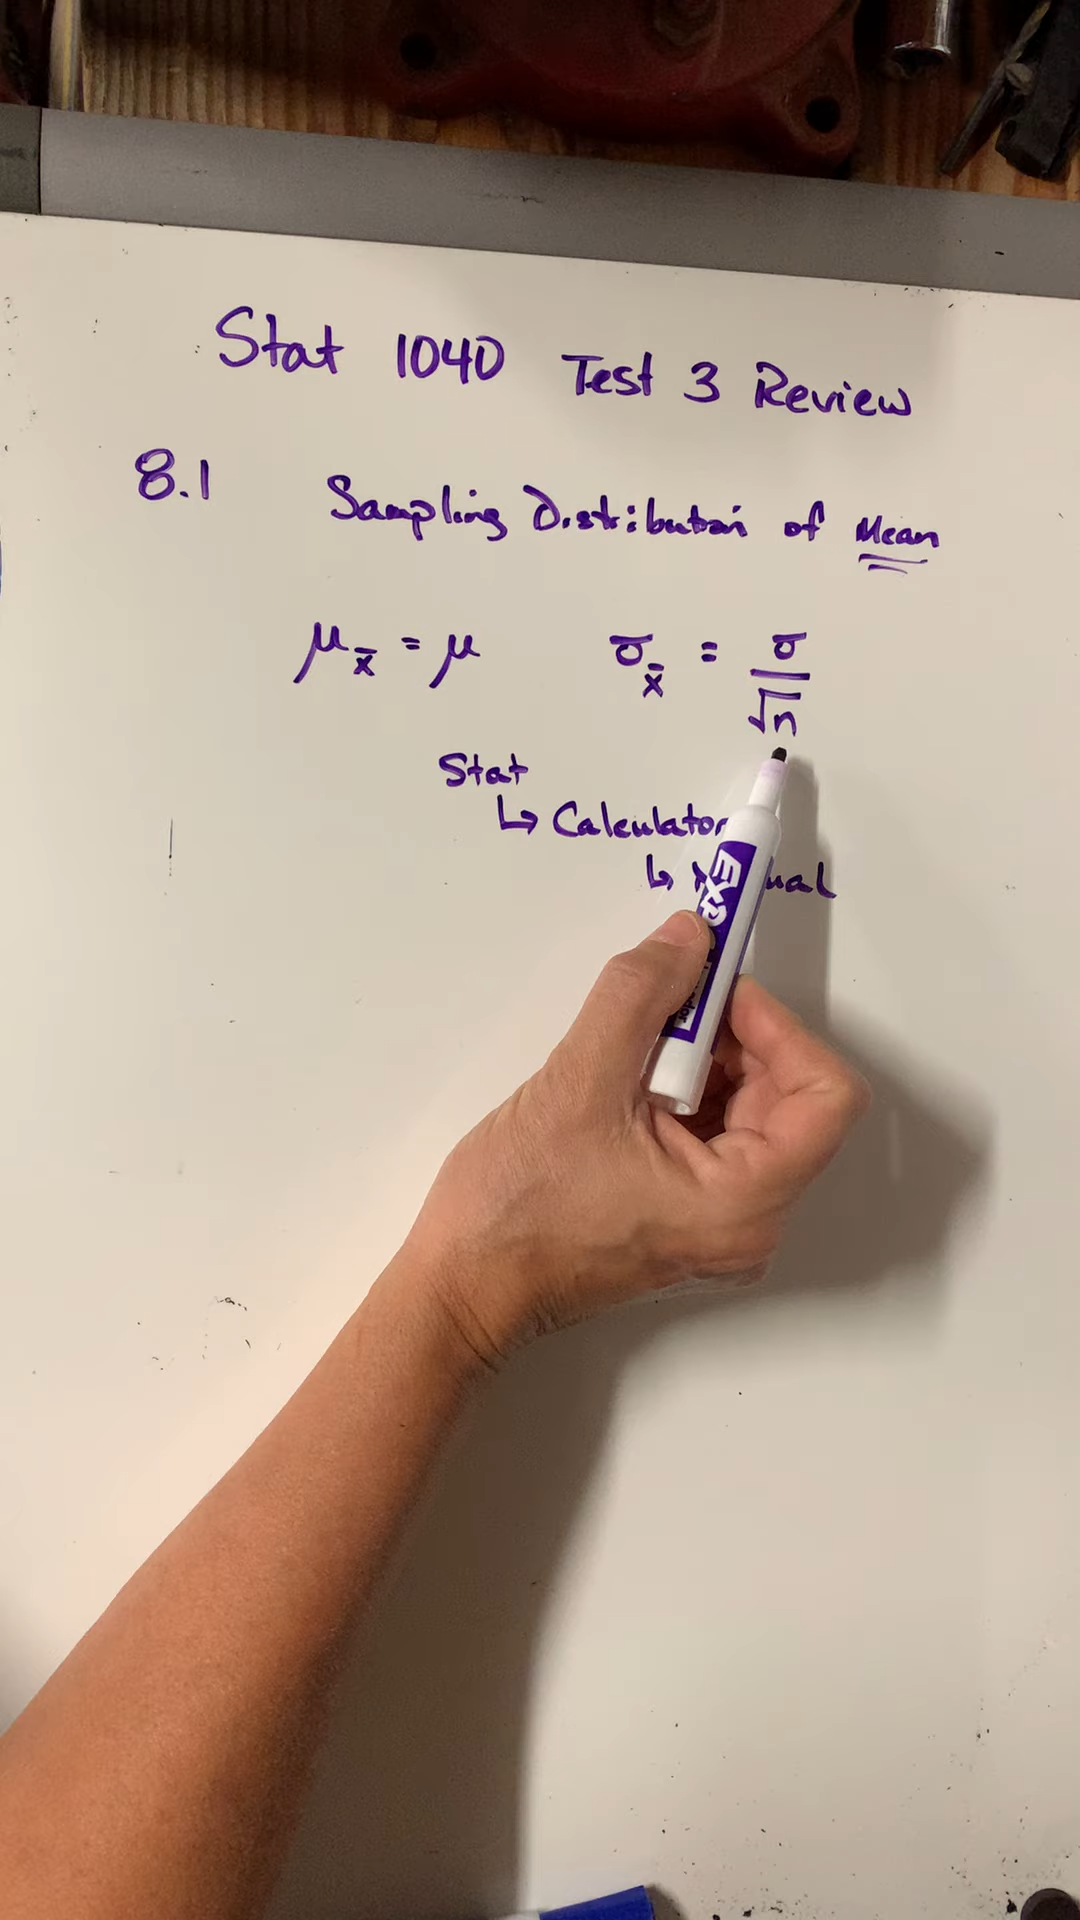 Stat 1040 Test 3 Review
8.1 Sampling Distribution of Mean
μx̄ = μ σx̄ = σ/√n
Stat
↳ Calculator
↳